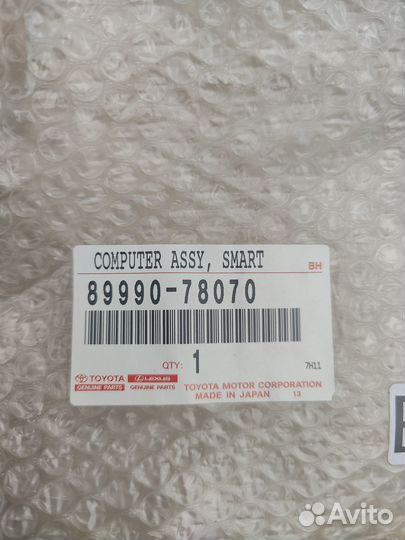 COMPUTER ASSY, SMART
BH
89990-78070
QTY: 1
7H11
TOYOTA LEXUS
GENUINE PARTS GENUINE PARTS
TOYOTA MOTOR CORPORATION
MADE IN JAPAN 13
Avito